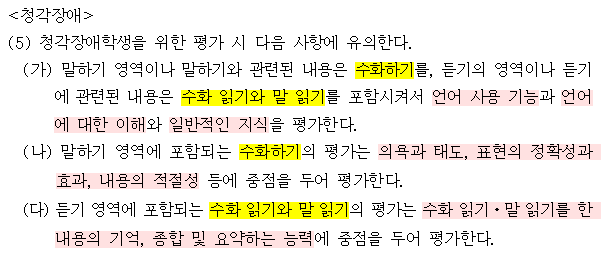 <청각장애>
(5) 청각장애학생을 위한 평가 시 다음 사항에 유의한다.
(가) 말하기 영역이나 말하기와 관련된 내용은 수화하기를, 듣기의 영역이나 듣기
에 관련된 내용은 수화 읽기와 말 읽기를 포함시켜서 언어 사용 기능과 언어
에 대한 이해와 일반적인 지식을 평가한다.
(나) 말하기 영역에 포함되는 수화하기의 평가는 의욕과 태도, 표현의 정확성과
효과, 내용의 적절성 등에 중점을 두어 평가한다.
(다) 듣기 영역에 포함되는 수화 읽기와 말 읽기의 평가는 수화 읽기・말 읽기를 한
내용의 기억, 종합 및 요약하는 능력에 중점을 두어 평가한다.